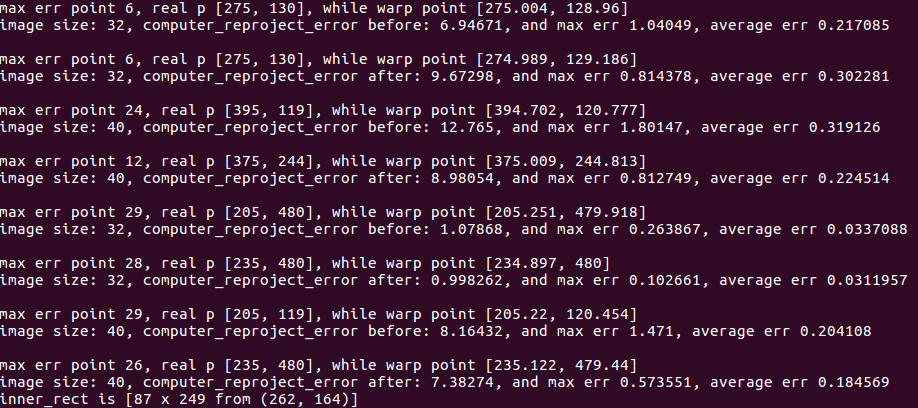 max err point 6, real p [275, 130], while warp point [275.004, 128.96]
image size: 32, computer_reproject_error before: 6.94671, and max err 1.04049, average err 0.217085
max err point 6, real p [275, 130], while warp point [274.989, 129.186]
image size: 32, computer_reproject_error after: 9.67298, and max err 0.814378, average err 0.302281
max err point 24, real p [395, 119], while warp point [394.702, 120.777]
image size: 40, computer_reproject_error before: 12.765, and max err 1.80147, average err 0.319126
max err point 12, real p [375, 244], while warp point [375.009, 244.813]
image size: 40, computer_reproject_error after: 8.98054, and max err 0.812749, average err 0.224514
max err point 29, real p [205, 480], while warp point [205.251, 479.918]
image size: 32, computer_reproject_error before: 1.07868, and max err 0.263867, average err 0.0337088
max err point 28, real p [235, 480], while warp point [234.897, 480]
image size: 32, computer_reproject_error after: 0.998262, and max err 0.102661, average err 0.0311957
max err point 29, real p [205, 119], while warp point [205.22, 120.454]
image size: 40, computer_reproject_error before: 8.16432, and max err 1.471, average err 0.204108
max err point 26, real p [235, 480], while warp point [235.122, 479.44]
image size: 40, computer_reproject_error after: 7.38274, and max err 0.573551, average err 0.184569
inner_rect is [87 x 249 from (262, 164)]